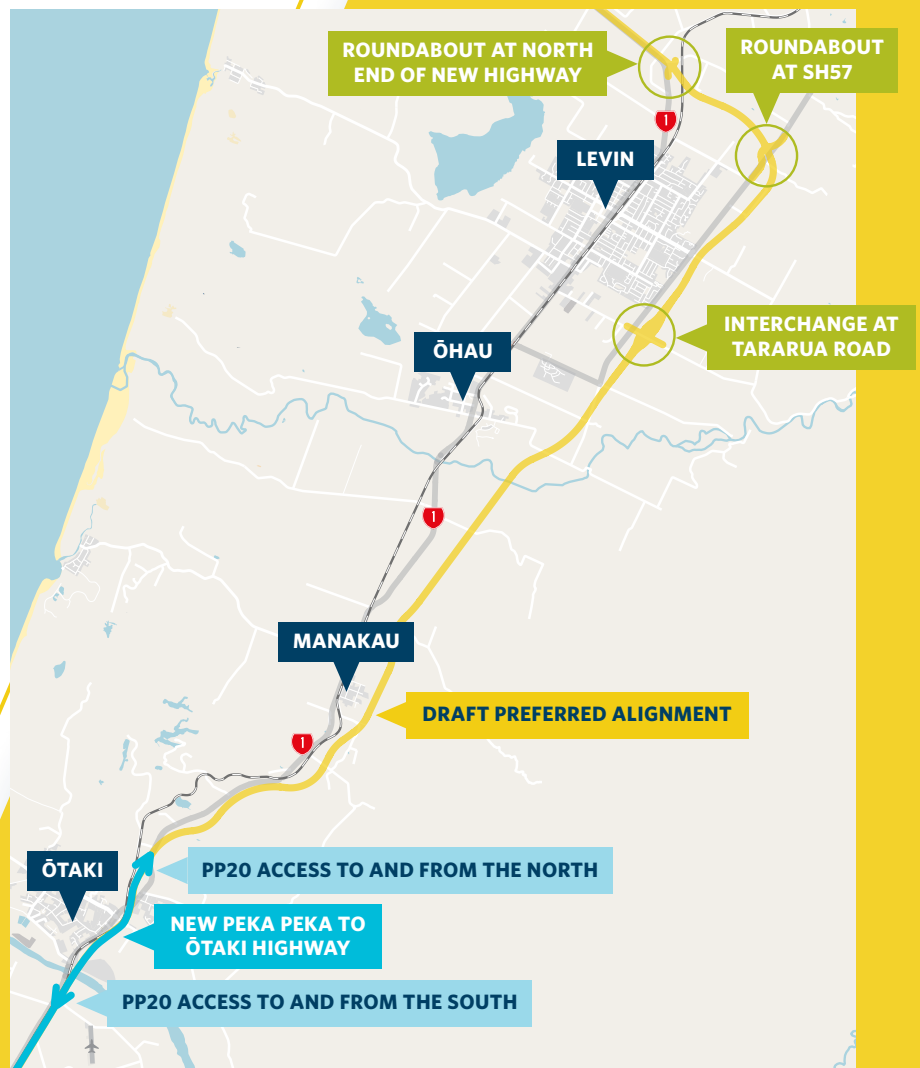 ROUNDABOUT AT NORTH
END OF NEW HIGHWAY
ROUNDABOUT
AT SH57
1
LEVIN
INTERCHANGE AT
TARARUA ROAD
ŌHAU
1
MANAKAU
DRAFT PREFERRED ALIGNMENT
1
ŌTAKI
PP20 ACCESS TO AND FROM THE NORTH
NEW PEKA PEKA TO
ŌTAKI HIGHWAY
PP20 ACCESS TO AND FROM THE SOUTH